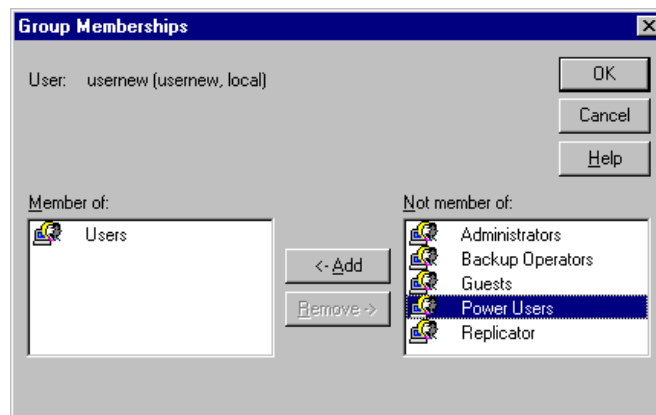 Group Memberships
User: usernew (usernew, local)
OK
Cancel
Help
Member of:
Users
<- Add
Remove ->
Not member of:
Administrators
Backup Operators
Guests
Power Users
Replicator